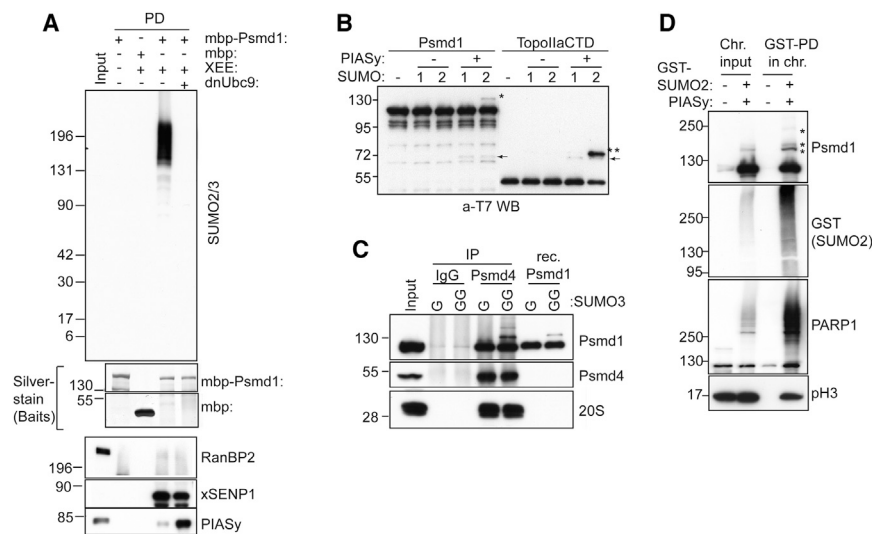 A
PD
mbp-Psmd1: + + +
mbp: +
XEE: + + +
dnUbc9: +
Input
196
131
90
42
30
17
6
SUMO2/3
Silver-
stain
(Baits)
130
55
mbp-Psmd1:
mbp:
196
RanBP2
90
xSENP1
85
PIASy
B
Psmd1 TopoIIaCTD
PIASy: - + - +
SUMO: - 1 2 1 2 - 1 2 1 2
130
95
72
55
*
**
a-T7 WB
C
IP rec.
IgG Psmd4 Psmd1
Input G GG G GG G GG :SUMO3
130
Psmd1
55
Psmd4
28
20S
D
Chr. GST-PD
input in chr.
GST-
SUMO2: - + - +
PIASy: + +
250
130
*
*
*
Psmd1
250
130
95
GST
(SUMO2)
250
130
PARP1
17
pH3